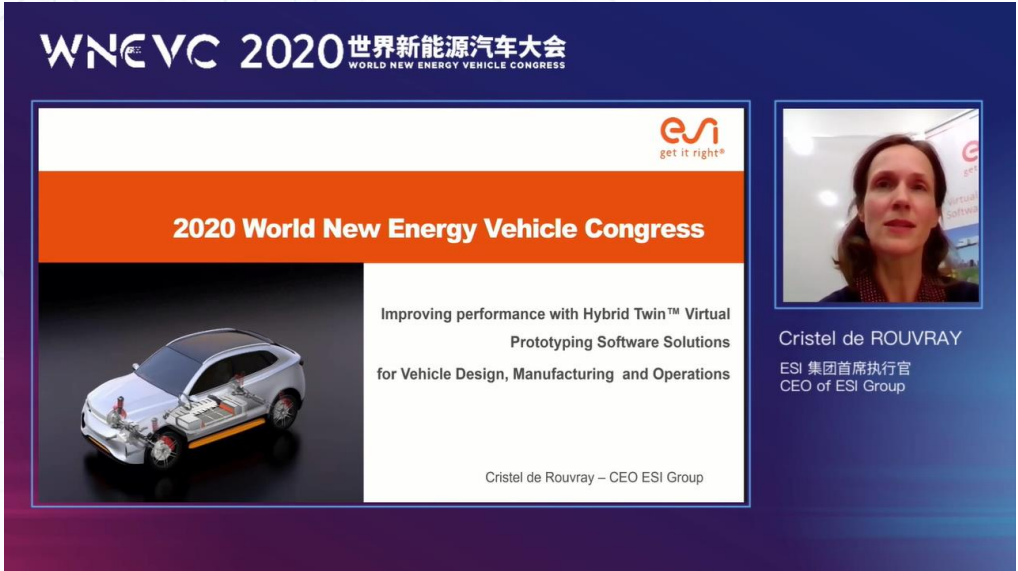 WNEVC 2020 世界新能源汽车大会
WORLD NEW ENERGY VEHICLE CONGRESS
esi
get it right®
2020 World New Energy Vehicle Congress
Improving performance with Hybrid Twin™ Virtual
Prototyping Software Solutions
for Vehicle Design, Manufacturing and Operations
Cristel de Rouvray – CEO ESI Group
Cristel de ROUVRAY
ESI 集团首席执行官
CEO of ESI Group